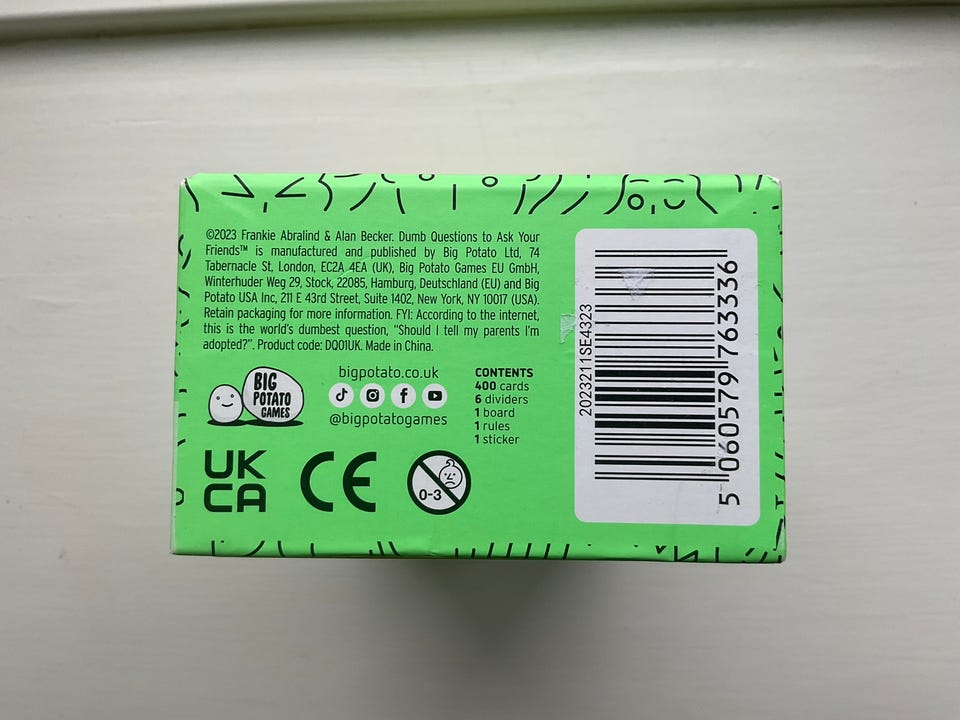 ©2023 Frankie Abralind & Alan Becker. Dumb Questions to Ask Your
Friends™ is manufactured and published by Big Potato Ltd, 74
Tabernacle St, London, EC2A 4EA (UK), Big Potato Games EU GmbH,
Winterhuder Weg 29, Stock, 22085, Hamburg, Deutschland (EU) and Big
Potato USA Inc, 211 E 43rd Street, Suite 1402, New York, NY 10017 (USA).
Retain packaging for more information. FYI: According to the internet,
this is the world's dumbest question, “Should I tell my parents I'm
adopted?”. Product code: DQ01UK. Made in China.
BIG
POTATO
GAMES
bigpotato.co.uk
@bigpotatogames
CONTENTS
400 cards
6 dividers
1 board
1 rules
1 sticker
UK
CA
CE
0-3
2023211SE4323
5 060579 763336